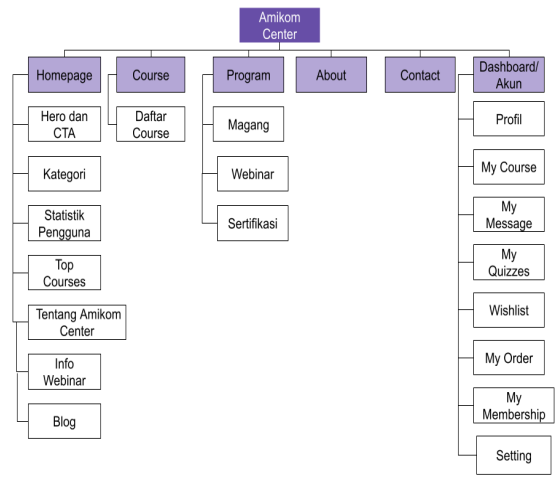 Amikom
Center
Homepage
Course
Program
About
Contact
Dashboard/
Akun
Hero dan
CTA
Kategori
Statistik
Pengguna
Top
Courses
Tentang Amikom
Center
Info
Webinar
Blog
Daftar
Course
Magang
Webinar
Sertifikasi
Profil
My Course
My
Message
My
Quizzes
Wishlist
My Order
My
Membership
Setting